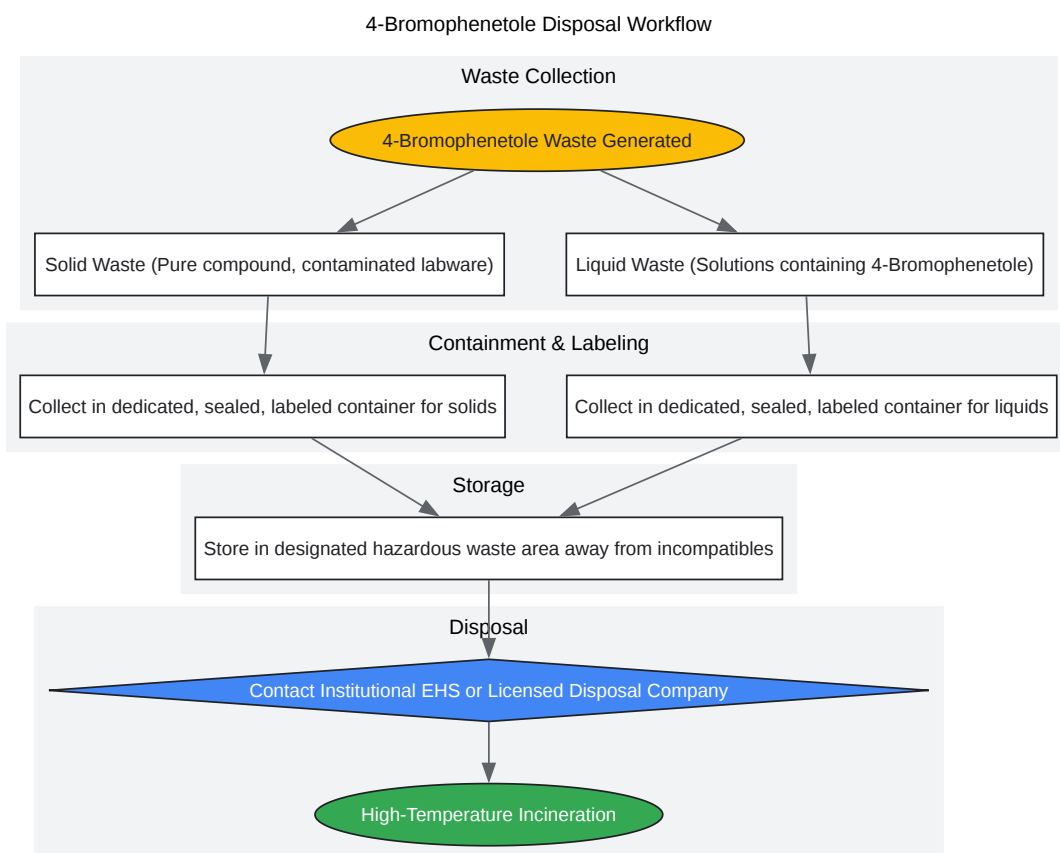 4-Bromophenetole Disposal Workflow
Waste Collection
4-Bromophenetole Waste Generated
Solid Waste (Pure compound, contaminated labware)
Liquid Waste (Solutions containing 4-Bromophenetole)
Containment & Labeling
Collect in dedicated, sealed, labeled container for solids
Collect in dedicated, sealed, labeled container for liquids
Storage
Store in designated hazardous waste area away from incompatibles
Disposal
Contact Institutional EHS or Licensed Disposal Company
High-Temperature Incineration